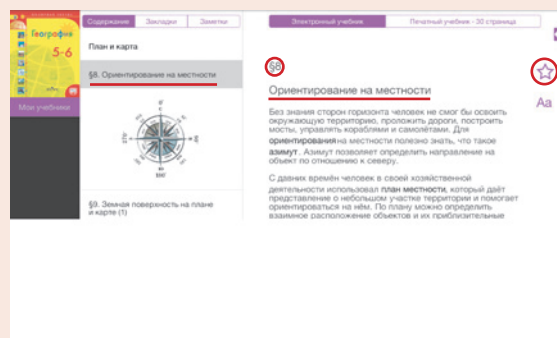 География
5-6
Мои учебники
Содержание
Закладки
Заметки
План и карта
§8. Ориентирование на местности
0°
С
270°
З
В
90°
Ю
180°
§9. Земная поверхность на плане
и карте (1)
Электронный учебник
Печатный учебник - 30 страница
§8
Ориентирование на местности
Без знания сторон горизонта человек не смог бы освоить
окружающую территорию, проложить дороги, построить
мосты, управлять кораблями и самолётами. Для
ориентирования на местности полезно знать, что такое
азимут. Азимут позволяет определить направление на
объект по отношению к северу.
С давних времён человек в своей хозяйственной
деятельности использовал план местности, который даёт
представление о небольшом участке территории и помогает
ориентироваться на нём. По плану можно определить
взаимное расположение объектов и их приблизительные
Аа